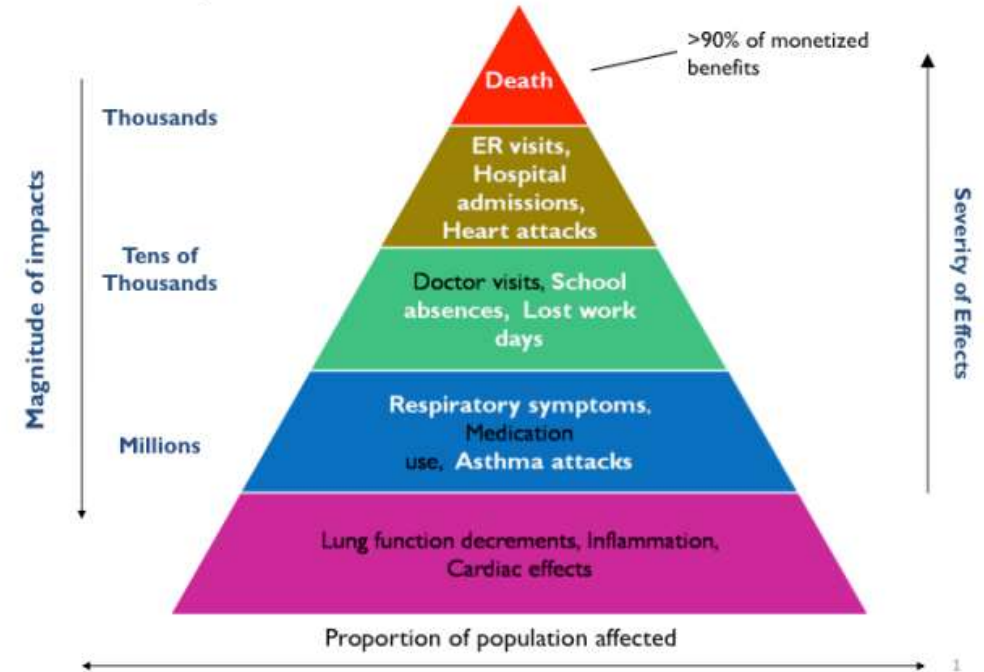 >90% of monetized
benefits
Death
Thousands
ER visits,
Hospital
admissions,
Heart attacks
Magnitude of impacts
Severity of Effects
Tens of
Thousands
Doctor visits, School
absences, Lost work
days
Respiratory symptoms,
Medication
use, Asthma attacks
Millions
Lung function decrements, Inflammation,
Cardiac effects
Proportion of population affected
1